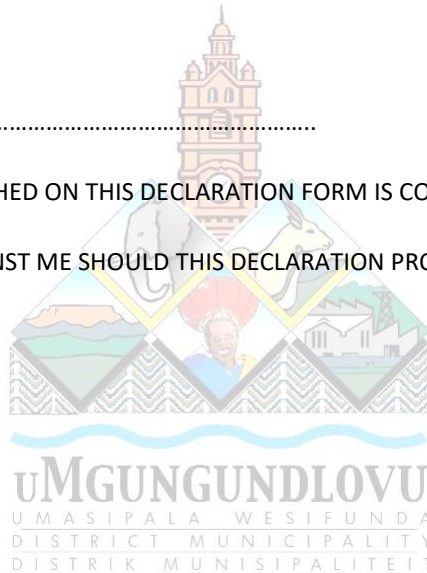 ……………………………………………………..
HED ON THIS DECLARATION FORM IS CO
NST ME SHOULD THIS DECLARATION PRO
uMGUNGUNDLOVU
UMASIPALA WESIFUNDA
DISTRICT MUNICIPALITY
DISTRIK MUNISIPALITEIT